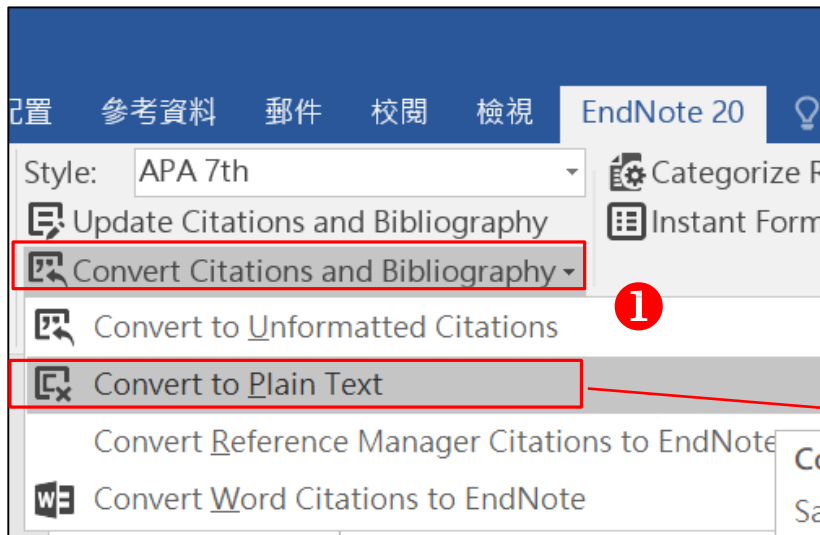 配置 參考資料 郵件 校閱 檢視 EndNote 20
Style: APA 7th Categorize R
Update Citations and Bibliography Instant Form
Convert Citations and Bibliography
1
Convert to Unformatted Citations
Convert to Plain Text
Convert Reference Manager Citations to EndNote
Co
Convert Word Citations to EndNote
Sa